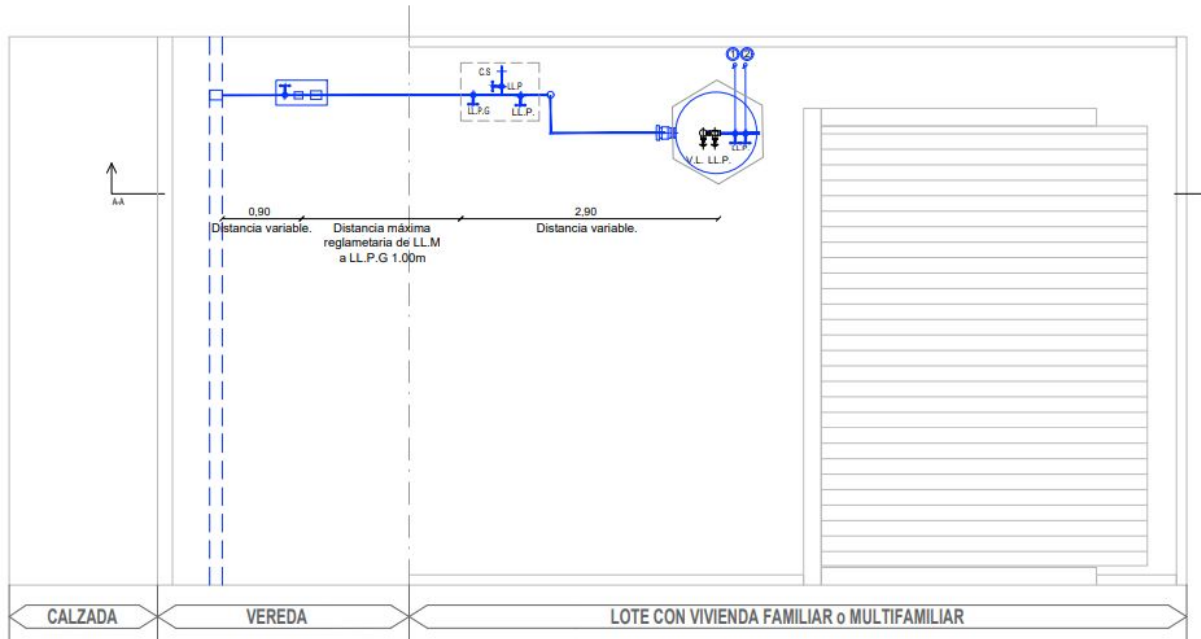 1 2
C.S
LL.P
LL.P.G
LL.P.
LL.P.
V.L. LL.P.
A-A
0,90
Distancia variable.
Distancia máxima
reglametaria de LL.M
a LL.P.G 1.00m
2,90
Distancia variable.
CALZADA
VEREDA
LOTE CON VIVIENDA FAMILIAR o MULTIFAMILIAR